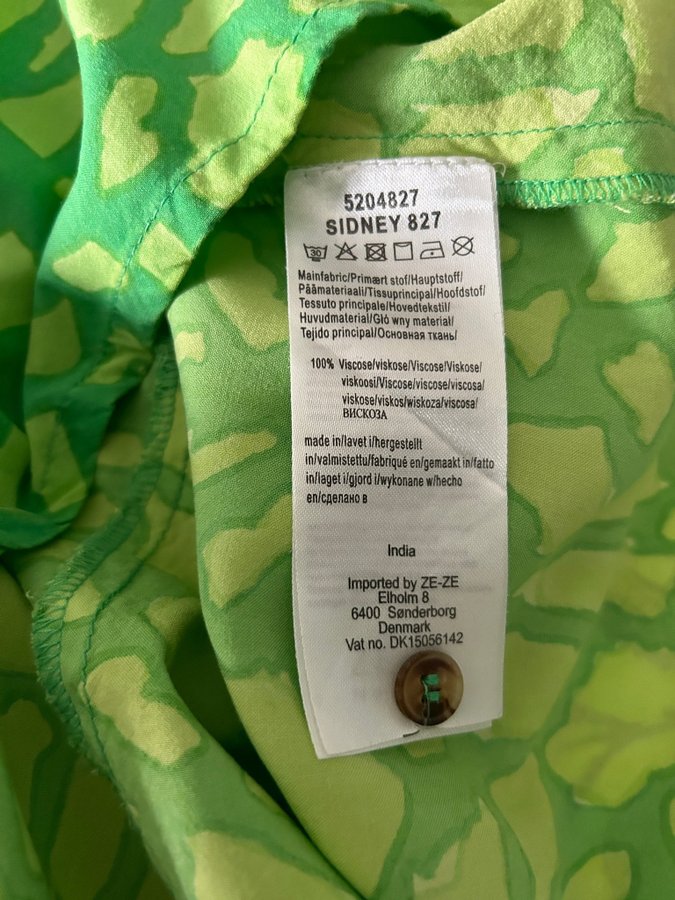 5204827
SIDNEY 827
30
Mainfabric/Primært stof/Hauptstoff/
Päämateriaali/Tissuprincipal/Hoofdstof/
Tessuto principale/Hovedtekstil/
Huvudmaterial/Głó wny materiał/
Tejido principal/Основная ткань/
100% Viscose/viskose/Viscose/Viskose/
viskoosi/Viscose/viscose/viscosa/
viskose/viskos/wiskoza/viscosa/
ВИСКОЗА
made in/lavet i/hergestellt
in/valmistettu/fabriqué en/gemaakt in/fatto
in/laget i/gjord i/wykonane w/hecho
en/сделано в
India
Imported by ZE-ZE
Elholm 8
6400 Sønderborg
Denmark
Vat no. DK15056142